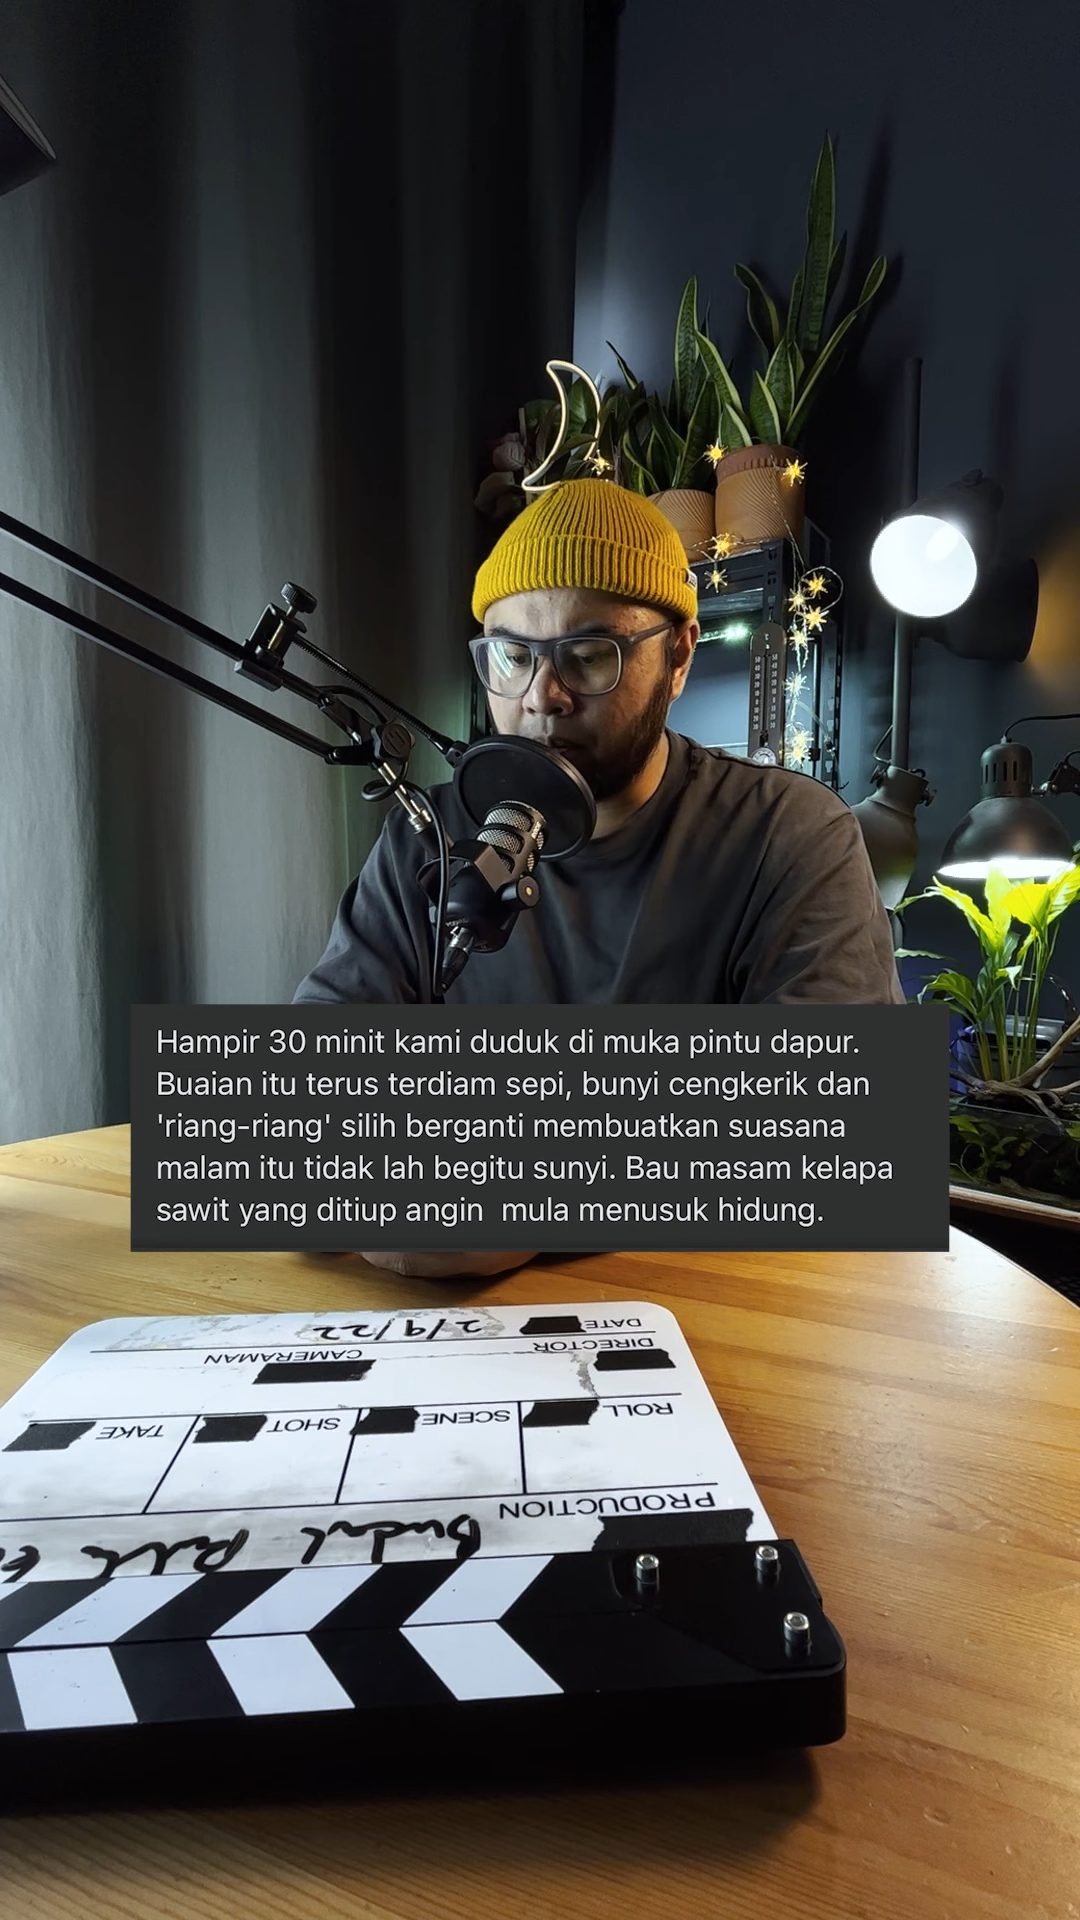 Hampir 30 minit kami duduk di muka pintu dapur.
Buaian itu terus terdiam sepi, bunyi cengkerik dan
'riang-riang' silih berganti membuatkan suasana
malam itu tidak lah begitu sunyi. Bau masam kelapa
sawit yang ditiup angin  mula menusuk hidung.
DATE 2/9/22
DIRECTOR
CAMERAMAN
ROLL SCENE SHOT TAKE
PRODUCTION